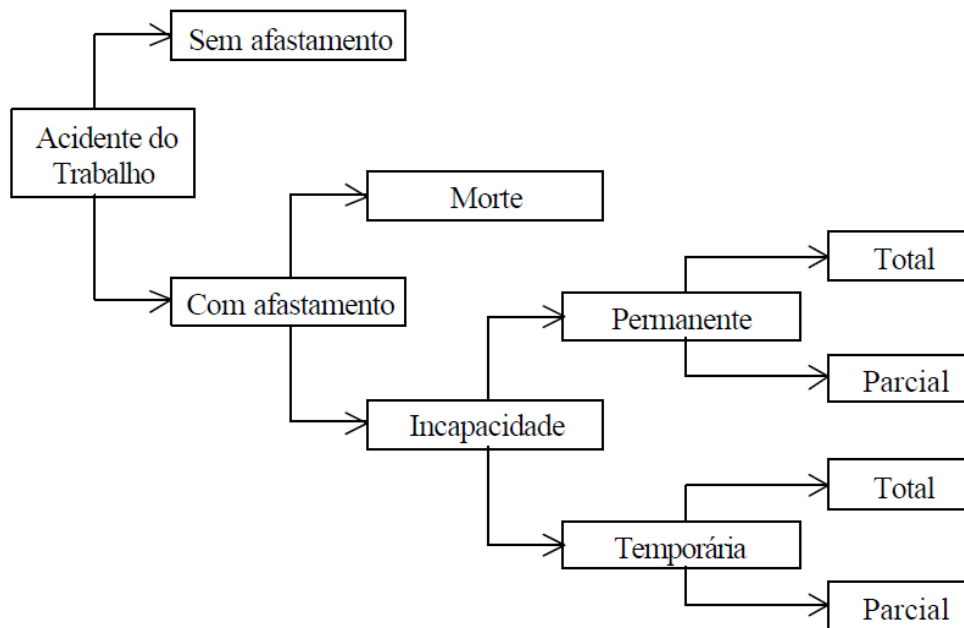 Sem afastamento
Acidente do
Trabalho
Morte
Total
Com afastamento
Permanente
Parcial
Incapacidade
Total
Temporária
Parcial